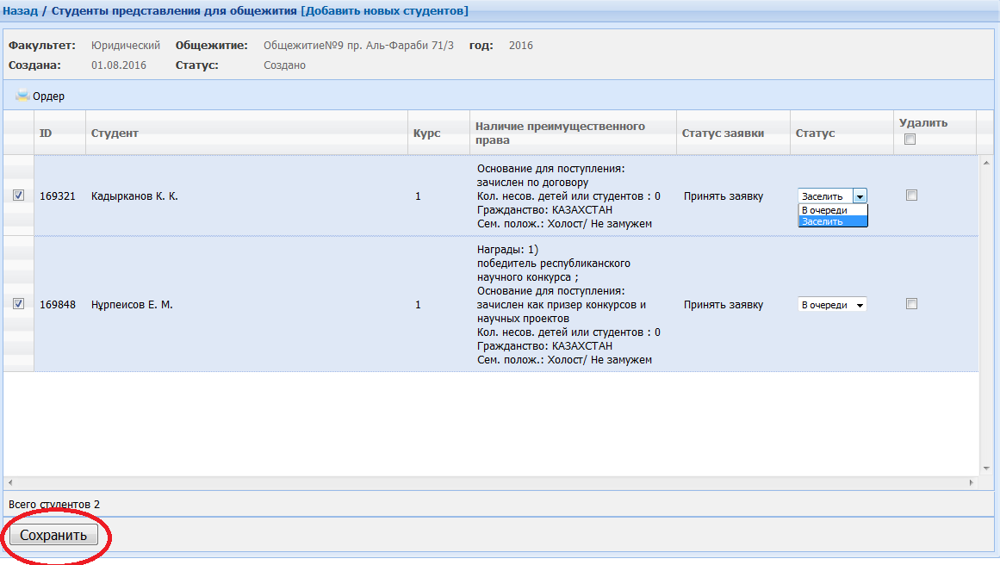 Назад / Студенты представления для общежития [Добавить новых студентов]
Факультет: Юридический Общежитие: Общежитие№9 пр. Аль-Фараби 71/3 год: 2016
Создана: 01.08.2016 Статус: Создано
Ордер
ID Студент Курс Наличие преимущественного права Статус заявки Статус Удалить
169321 Кадырканов К. К. 1
Основание для поступления:
зачислен по договору
Кол. несов. детей или студентов : 0
Гражданство: КАЗАХСТАН
Сем. полож.: Холост/ Не замужем
Принять заявку
Заселить
В очереди
Заселить
169848 Нұрпеисов Е. М. 1
Награды: 1)
победитель республиканского
научного конкурса ;
Основание для поступления:
зачислен как призер конкурсов и
научных проектов
Кол. несов. детей или студентов : 0
Гражданство: КАЗАХСТАН
Сем. полож.: Холост/ Не замужем
Принять заявку
В очереди
Всего студентов 2
Сохранить